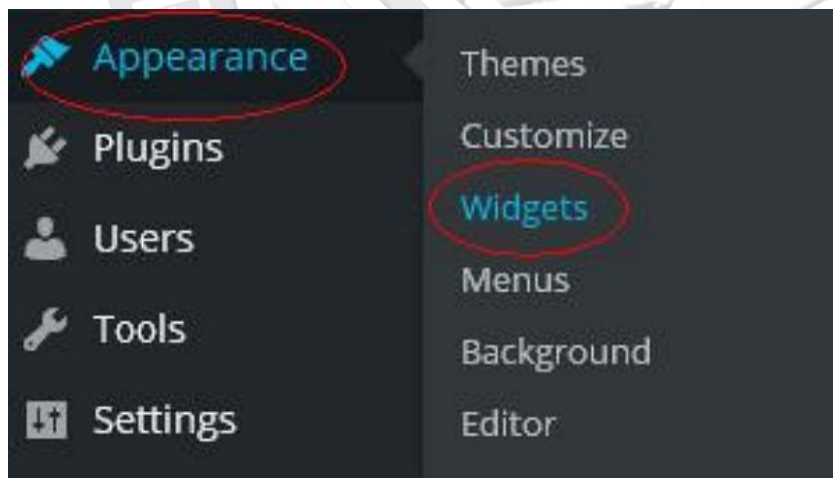 Appearance
Plugins
Users
Tools
Settings
Themes
Customize
Widgets
Menus
Background
Editor